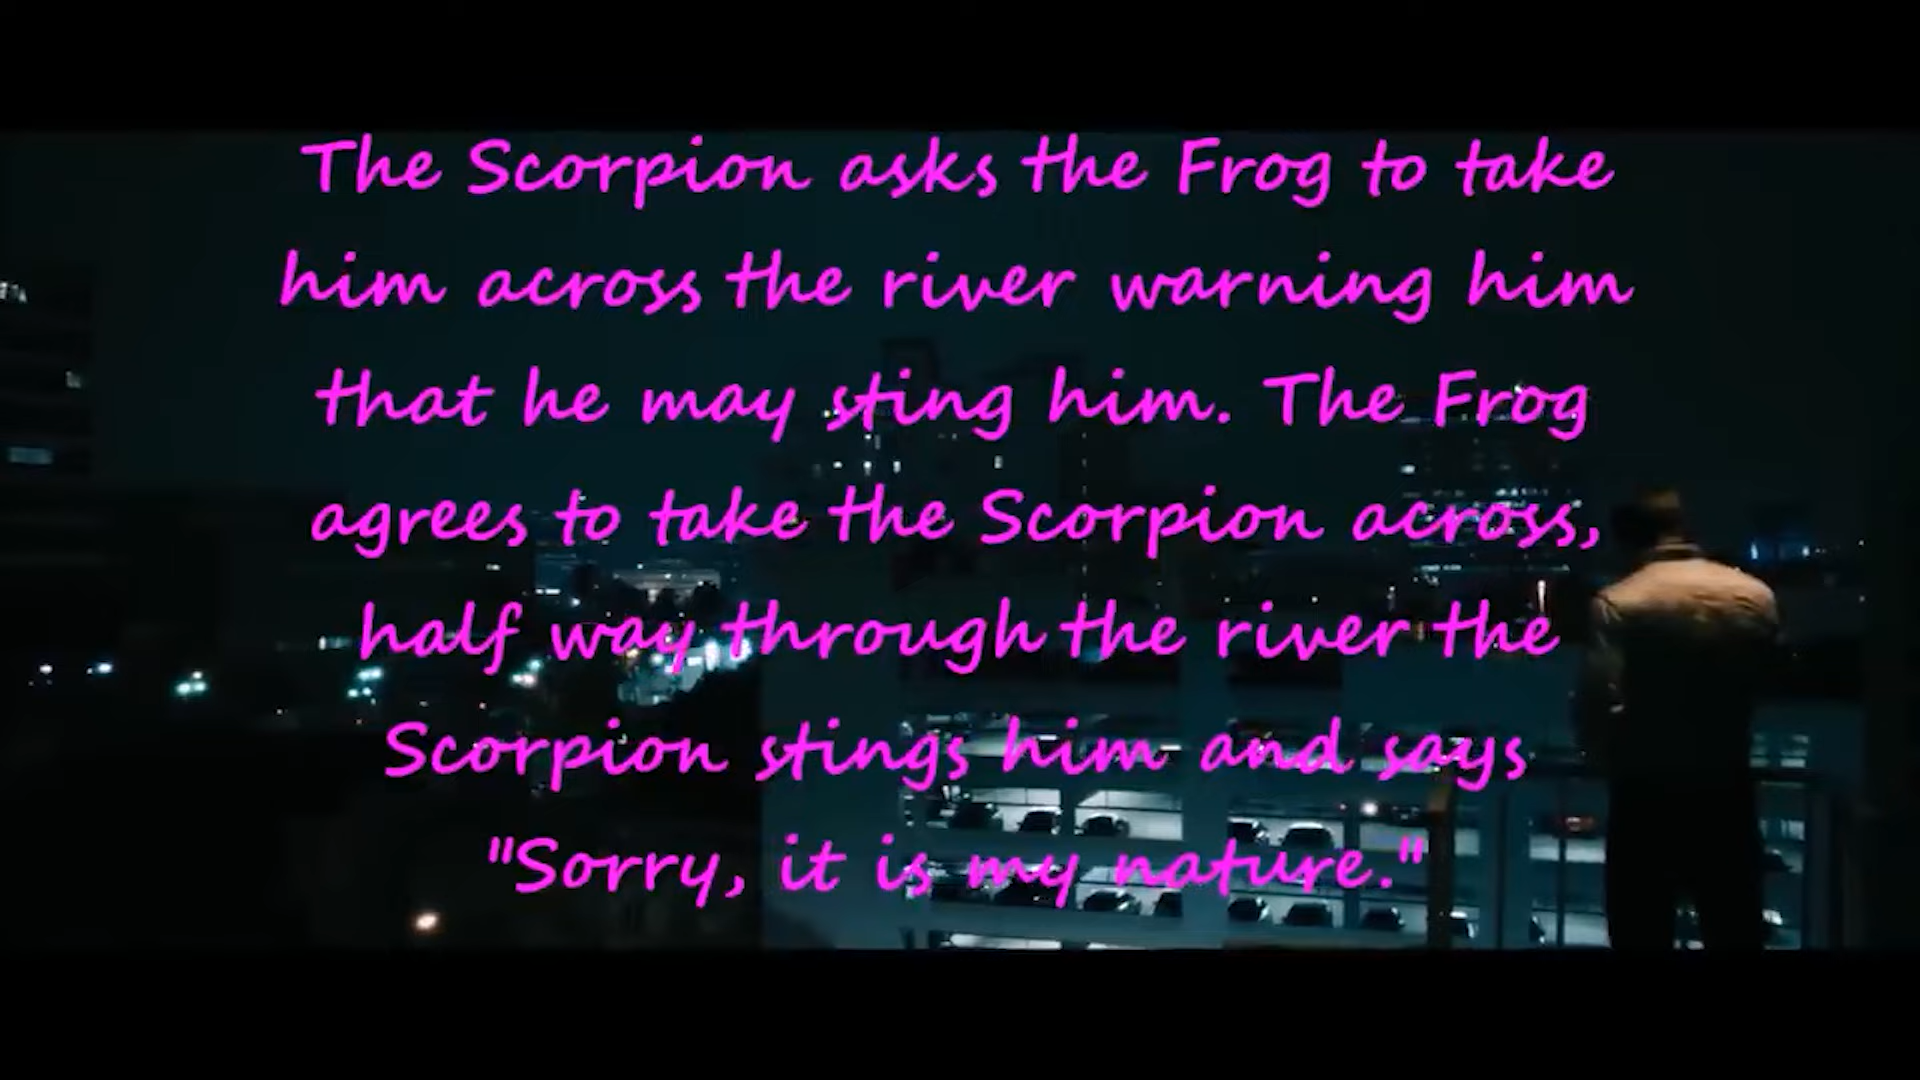 The Scorpion asks the Frog to take
him across the river warning him
that he may sting him. The Frog
agrees to take the Scorpion across,
half way through the river the
Scorpion stings him and says
"Sorry, it is my nature."